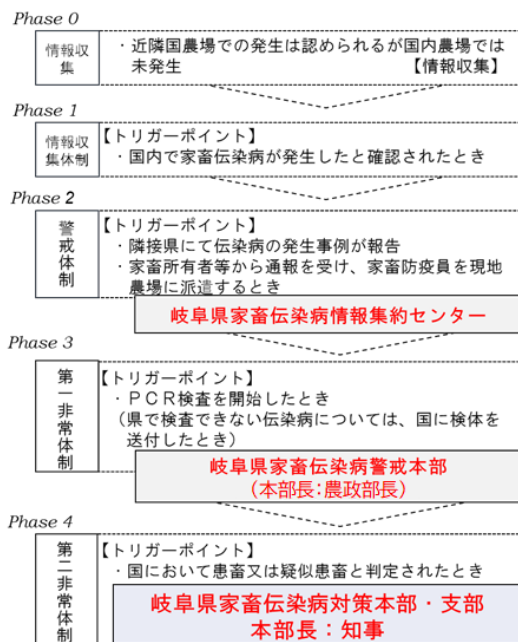 Phase 0
情報収
集
・近隣国農場での発生は認められるが国内農場では
未発生　【情報収集】
Phase 1
情報収
集体制
【トリガーポイント】
・国内で家畜伝染病が発生したと確認されたとき
Phase 2
警戒体制
【トリガーポイント】
・隣接県にて伝染病の発生事例が報告
・家畜所有者等から通報を受け、家畜防疫員を現地
農場に派遣するとき
岐阜県家畜伝染病情報集約センター
Phase 3
第一非常体制
【トリガーポイント】
・ＰＣＲ検査を開始したとき
（県で検査できない伝染病については、国に検体を
送付したとき）
岐阜県家畜伝染病警戒本部
（本部長：農政部長）
Phase 4
第二非常体制
【トリガーポイント】
・国において患畜又は疑似患畜と判定されたとき
岐阜県家畜伝染病対策本部・支部
本部長：知事